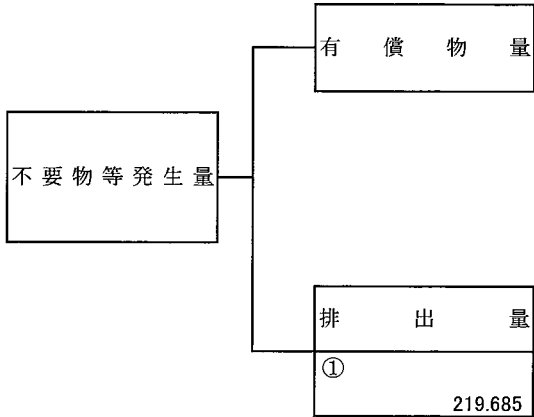 有償物量
不要物等発生量
排出量
①
219.685